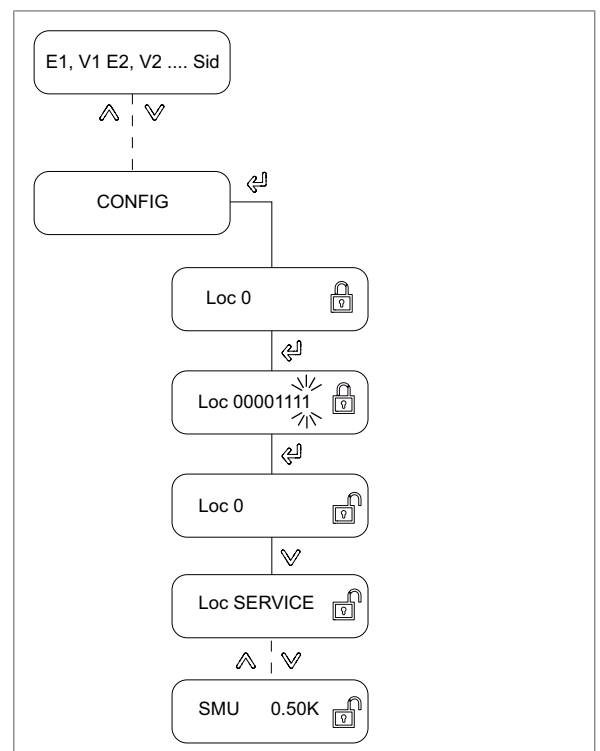 E1, V1 E2, V2 .... Sid
CONFIG
Loc 0
Loc 00001111
Loc 0
Loc SERVICE
SMU 0.50K